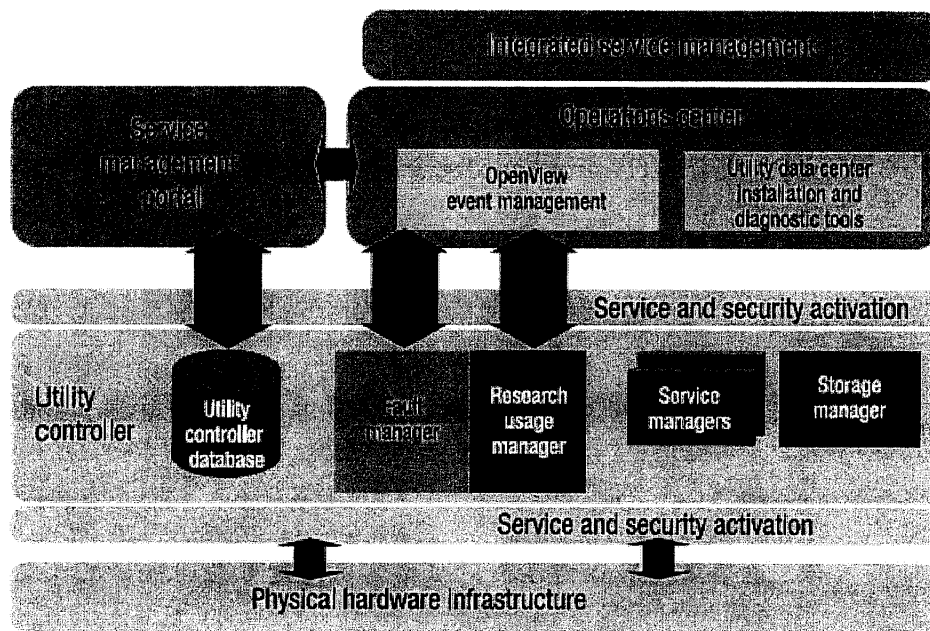 Integrated service management
Service
management
portal
Operations center
OpenView
event management
Utility data center
installation and
diagnostic tools
Service and security activation
Utility
controller
Utility
controller
database
Fault
manager
Research
usage
manager
Service
managers
Storage
manager
Service and security activation
Physical hardware Infrastructure